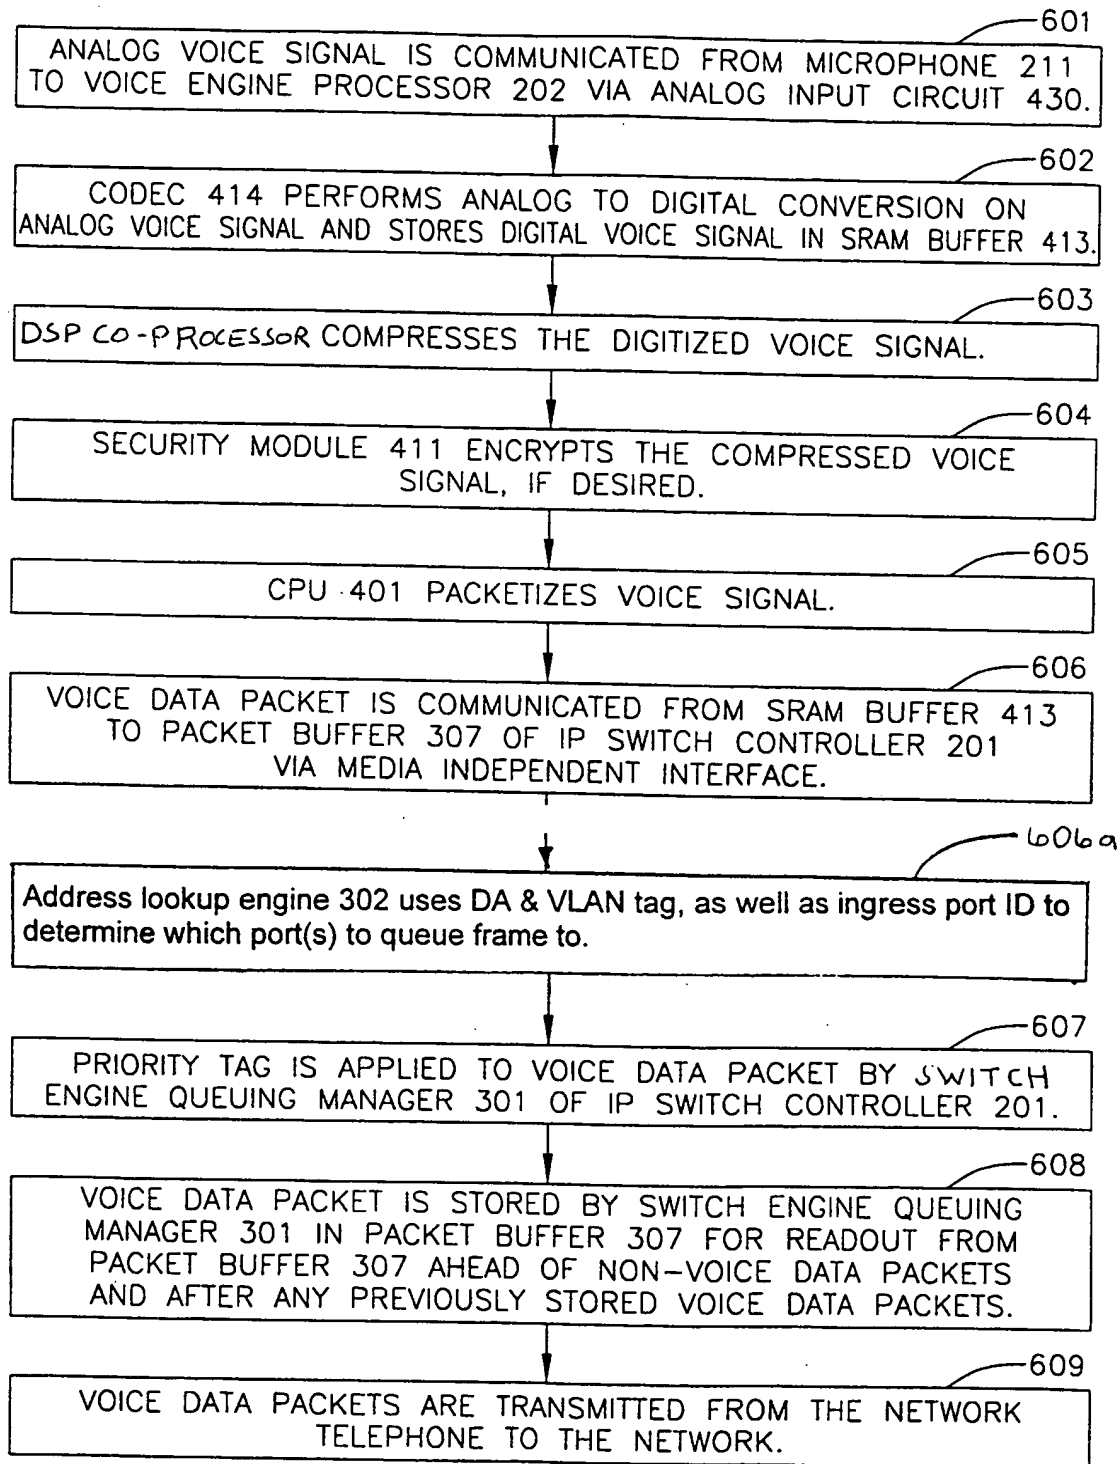 601
ANALOG VOICE SIGNAL IS COMMUNICATED FROM MICROPHONE 211
TO VOICE ENGINE PROCESSOR 202 VIA ANALOG INPUT CIRCUIT 430.
602
CODEC 414 PERFORMS ANALOG TO DIGITAL CONVERSION ON
ANALOG VOICE SIGNAL AND STORES DIGITAL VOICE SIGNAL IN SRAM BUFFER 413.
603
DSP CO-PROCESSOR COMPRESSES THE DIGITIZED VOICE SIGNAL.
604
SECURITY MODULE 411 ENCRYPTS THE COMPRESSED VOICE
SIGNAL, IF DESIRED.
605
CPU 401 PACKETIZES VOICE SIGNAL.
606
VOICE DATA PACKET IS COMMUNICATED FROM SRAM BUFFER 413
TO PACKET BUFFER 307 OF IP SWITCH CONTROLLER 201
VIA MEDIA INDEPENDENT INTERFACE.
606a
Address lookup engine 302 uses DA & VLAN tag, as well as ingress port ID to
determine which port(s) to queue frame to.
607
PRIORITY TAG IS APPLIED TO VOICE DATA PACKET BY SWITCH
ENGINE QUEUING MANAGER 301 OF IP SWITCH CONTROLLER 201.
608
VOICE DATA PACKET IS STORED BY SWITCH ENGINE QUEUING
MANAGER 301 IN PACKET BUFFER 307 FOR READOUT FROM
PACKET BUFFER 307 AHEAD OF NON-VOICE DATA PACKETS
AND AFTER ANY PREVIOUSLY STORED VOICE DATA PACKETS.
609
VOICE DATA PACKETS ARE TRANSMITTED FROM THE NETWORK
TELEPHONE TO THE NETWORK.